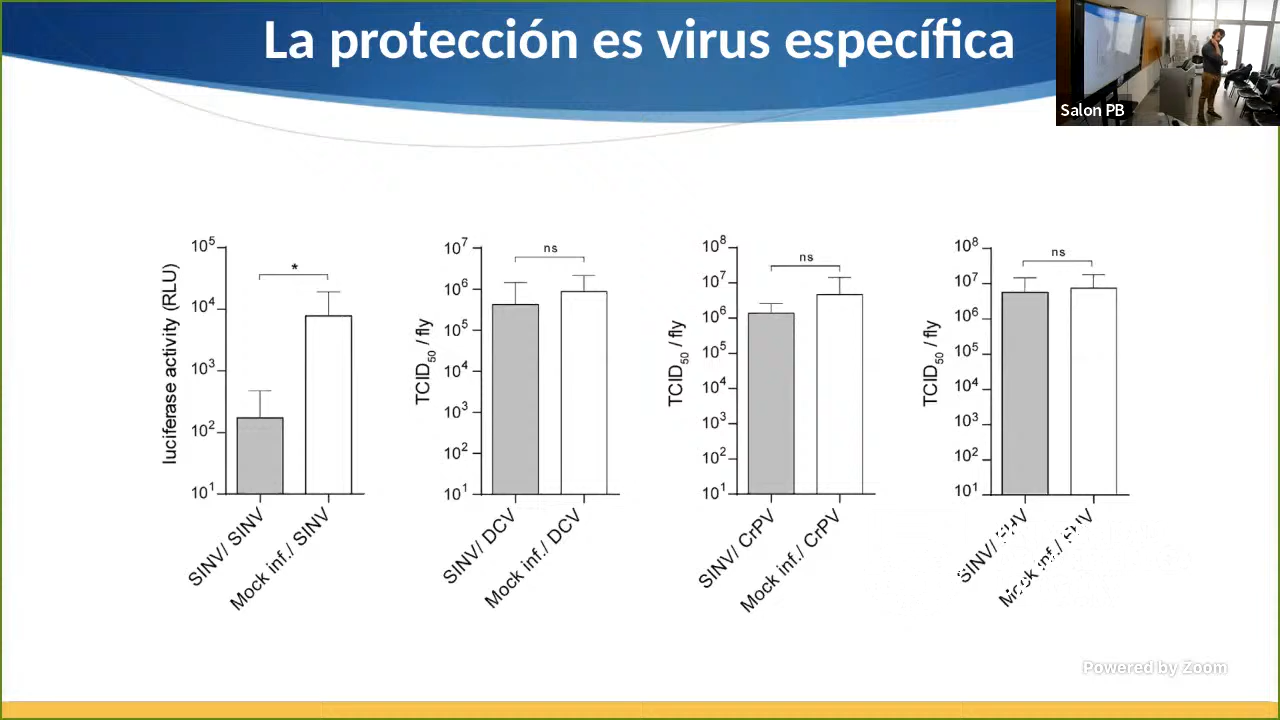 La protección es virus específica
Salon PB
luciferase activity (RLU)
10^5
10^4
10^3
10^2
10^1
*
SINV/ SINV
Mock inf./ SINV
TCID50 / fly
10^7
10^6
10^5
10^4
10^3
10^2
10^1
ns
SINV/ DCV
Mock inf./ DCV
TCID50 / fly
10^8
10^7
10^6
10^5
10^4
10^3
10^2
10^1
ns
SINV/ CrPV
Mock inf./ CrPV
TCID50 / fly
10^8
10^7
10^6
10^5
10^4
10^3
10^2
10^1
ns
SINV/
Mock inf./
Powered by Zoom